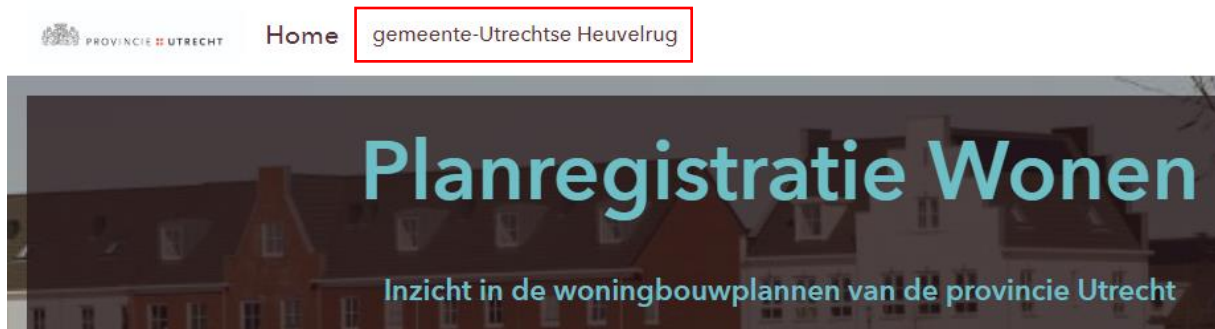 PROVINCIE UTRECHT Home gemeente-Utrechtse Heuvelrug
Planregistratie Wonen
Inzicht in de woningbouwplannen van de provincie Utrecht